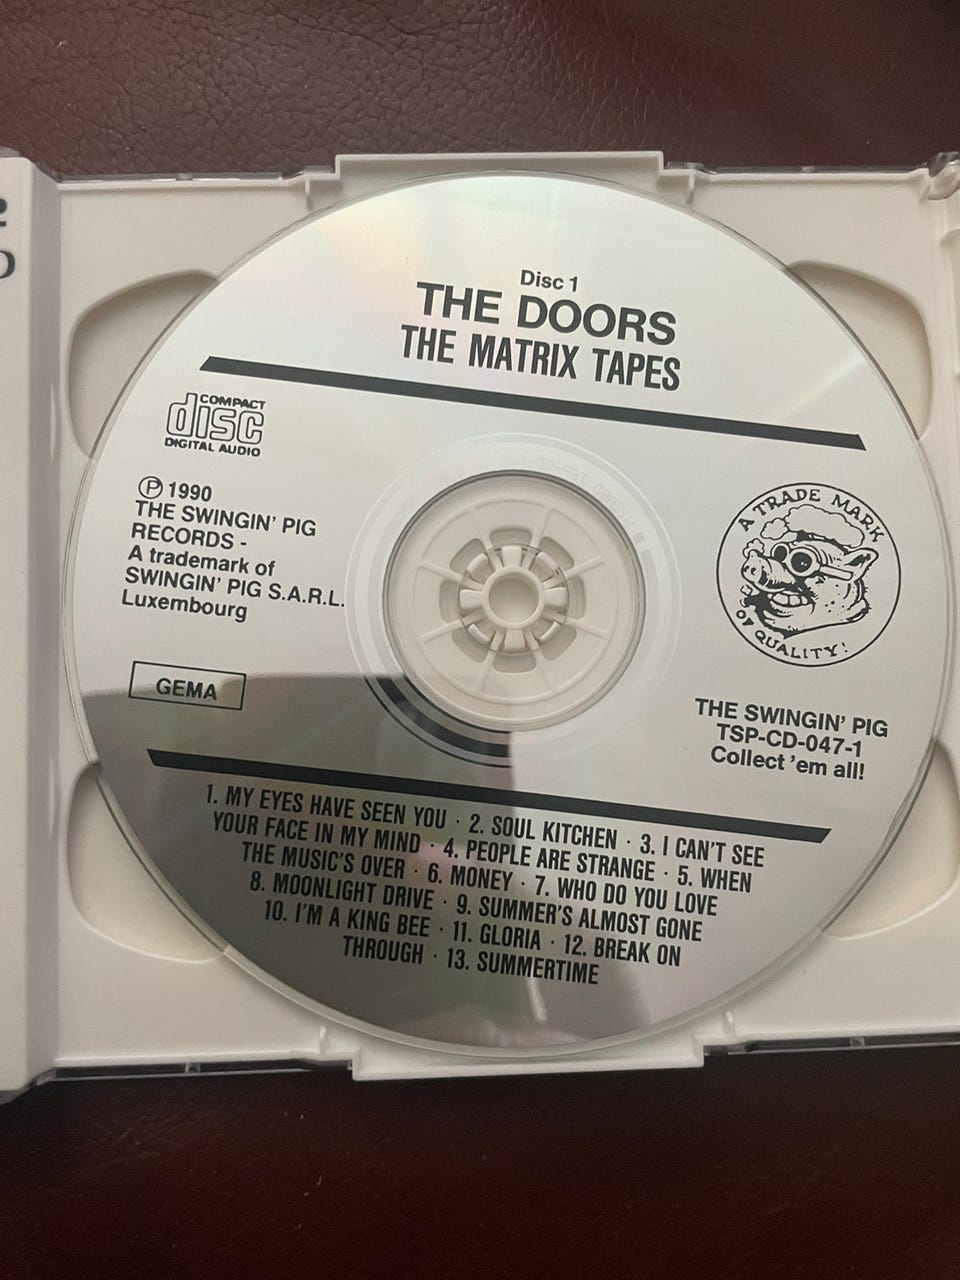 Disc 1
THE DOORS
THE MATRIX TAPES
COMPACT
disc
DIGITAL AUDIO
Ⓟ 1990
THE SWINGIN' PIG
RECORDS -
A trademark of
SWINGIN' PIG S.A.R.L.
Luxembourg
GEMA
A TRADE MARK
OF QUALITY!
THE SWINGIN' PIG
TSP-CD-047-1
Collect 'em all!
1. MY EYES HAVE SEEN YOU · 2. SOUL KITCHEN · 3. I CAN'T SEE
YOUR FACE IN MY MIND · 4. PEOPLE ARE STRANGE · 5. WHEN
THE MUSIC'S OVER · 6. MONEY · 7. WHO DO YOU LOVE
8. MOONLIGHT DRIVE · 9. SUMMER'S ALMOST GONE
10. I'M A KING BEE · 11. GLORIA · 12. BREAK ON
THROUGH · 13. SUMMERTIME